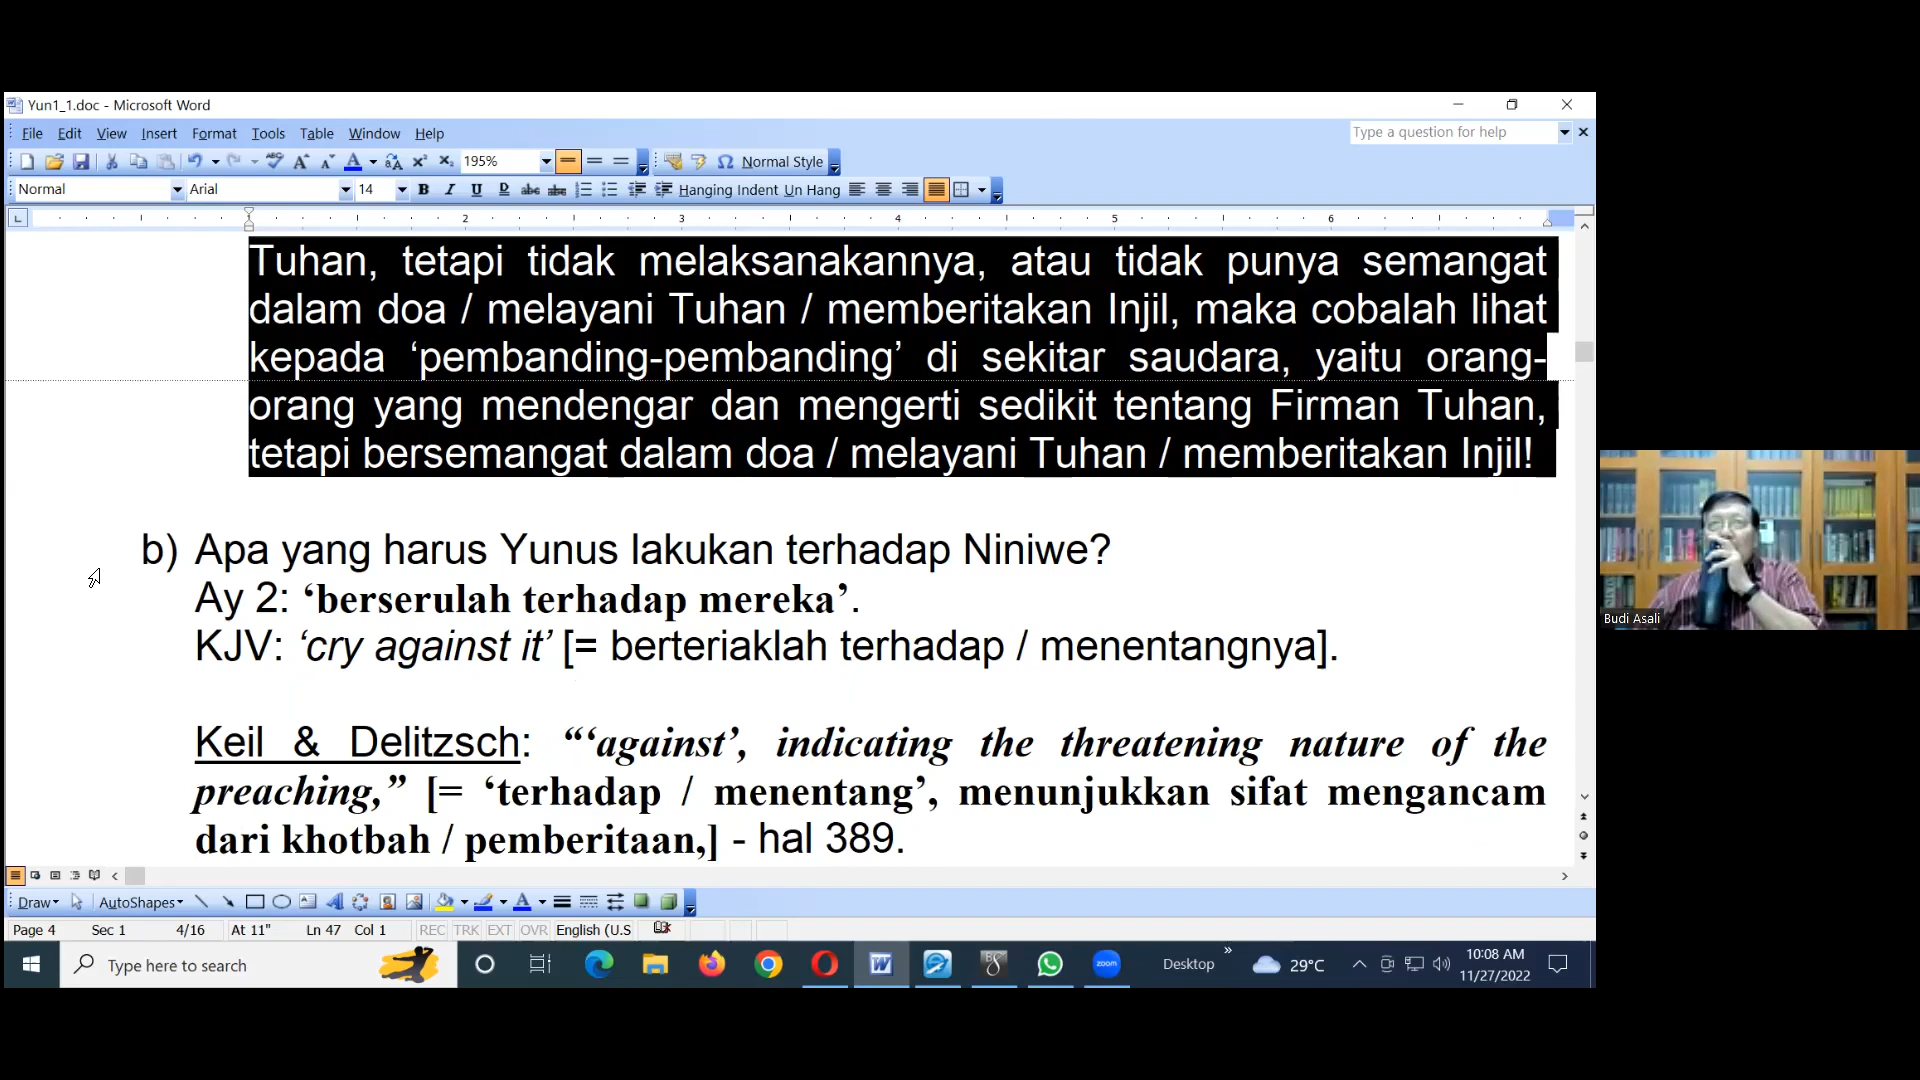 Yun1_1.doc - Microsoft Word
File Edit View Insert Format Tools Table Window Help
Type a question for help
195%
Normal Style
Normal
Arial
14
Hanging Indent Un Hang
2 3 4 5 6
Tuhan, tetapi tidak melaksanakannya, atau tidak punya semangat
dalam doa / melayani Tuhan / memberitakan Injil, maka cobalah lihat
kepada ‘pembanding-pembanding’ di sekitar saudara, yaitu orang-
orang yang mendengar dan mengerti sedikit tentang Firman Tuhan,
tetapi bersemangat dalam doa / melayani Tuhan / memberitakan Injil!
b) Apa yang harus Yunus lakukan terhadap Niniwe?
Ay 2: ‘berserulah terhadap mereka’.
KJV: ‘cry against it’ [= berteriaklah terhadap / menentangnya].
Keil & Delitzsch: “‘against’, indicating the threatening nature of the
preaching,” [= ‘terhadap / menentang’, menunjukkan sifat mengancam
dari khotbah / pemberitaan,] - hal 389.
Budi Asali
Draw AutoShapes
Page 4 Sec 1 4/16 At 11" Ln 47 Col 1 REC TRK EXT OVR English (U.S
Type here to search
zoom
Desktop
29°C
10:08 AM
11/27/2022